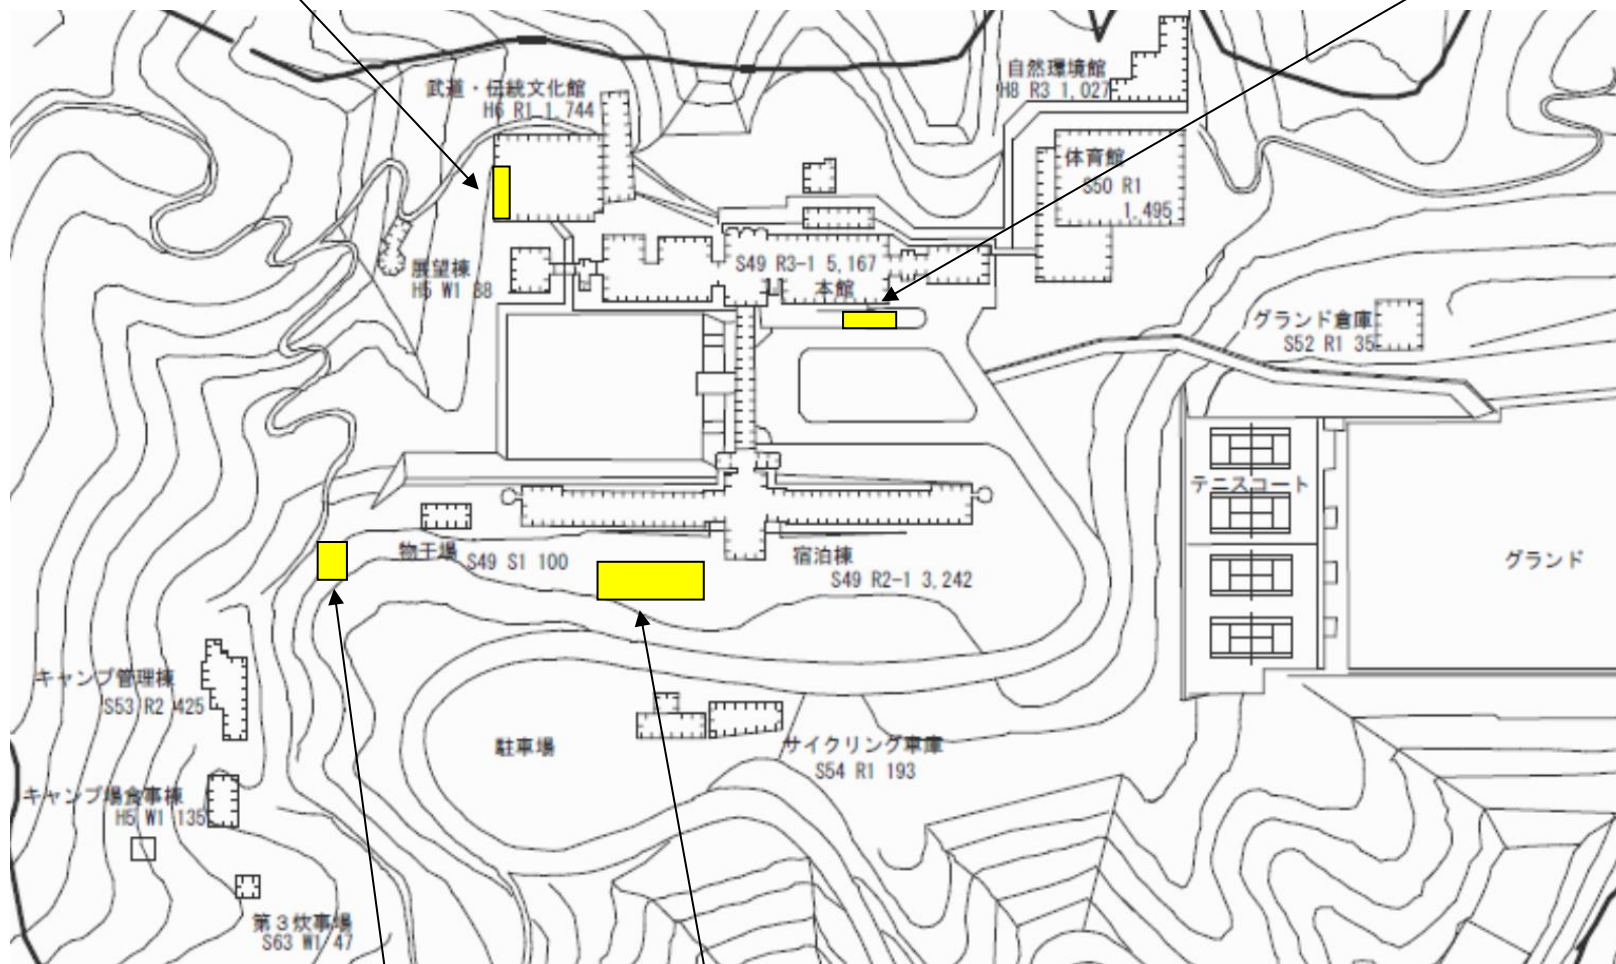 自然環境館
H8 R3 1,027
武道・伝統文化館
H6 R1 1,744
体育館
S50 R1
1,495
展望棟
H5 W1 88
S49 R3-1 5,167
本館
グランド倉庫
S52 R1 35
テニスコート
グランド
物干場
S49 S1 100
宿泊棟
S49 R2-1 3,242
キャンプ管理棟
S53 R2 425
駐車場
サイクリング車庫
S54 R1 193
キャンプ場食事棟
H5 W1 135
第3炊事場
S63 W1 47